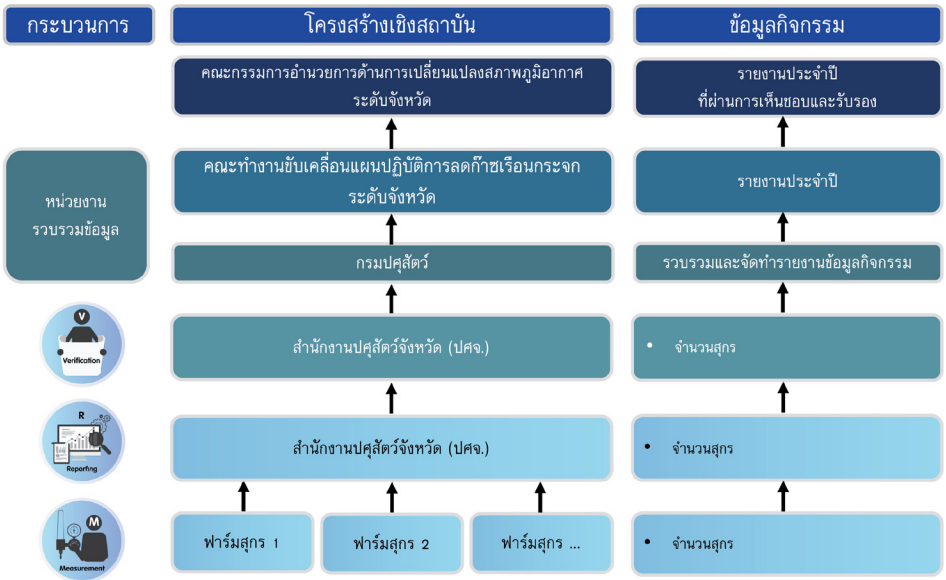 กระบวนการ
โครงสร้างเชิงสถาบัน
ข้อมูลกิจกรรม
คณะกรรมการอำนวยการด้านการเปลี่ยนแปลงสภาพภูมิอากาศ
ระดับจังหวัด
รายงานประจำปี
ที่ผ่านการเห็นชอบและรับรอง
หน่วยงาน
รวบรวมข้อมูล
คณะทำงานขับเคลื่อนแผนปฏิบัติการลดก๊าซเรือนกระจก
ระดับจังหวัด
รายงานประจำปี
กรมปศุสัตว์
รวบรวมและจัดทำรายงานข้อมูลกิจกรรม
V
Verification
สำนักงานปศุสัตว์จังหวัด (ปศจ.)
• จำนวนสุกร
R
Reporting
สำนักงานปศุสัตว์จังหวัด (ปศจ.)
• จำนวนสุกร
M
Measurement
ฟาร์มสุกร 1
ฟาร์มสุกร 2
ฟาร์มสุกร ...
• จำนวนสุกร